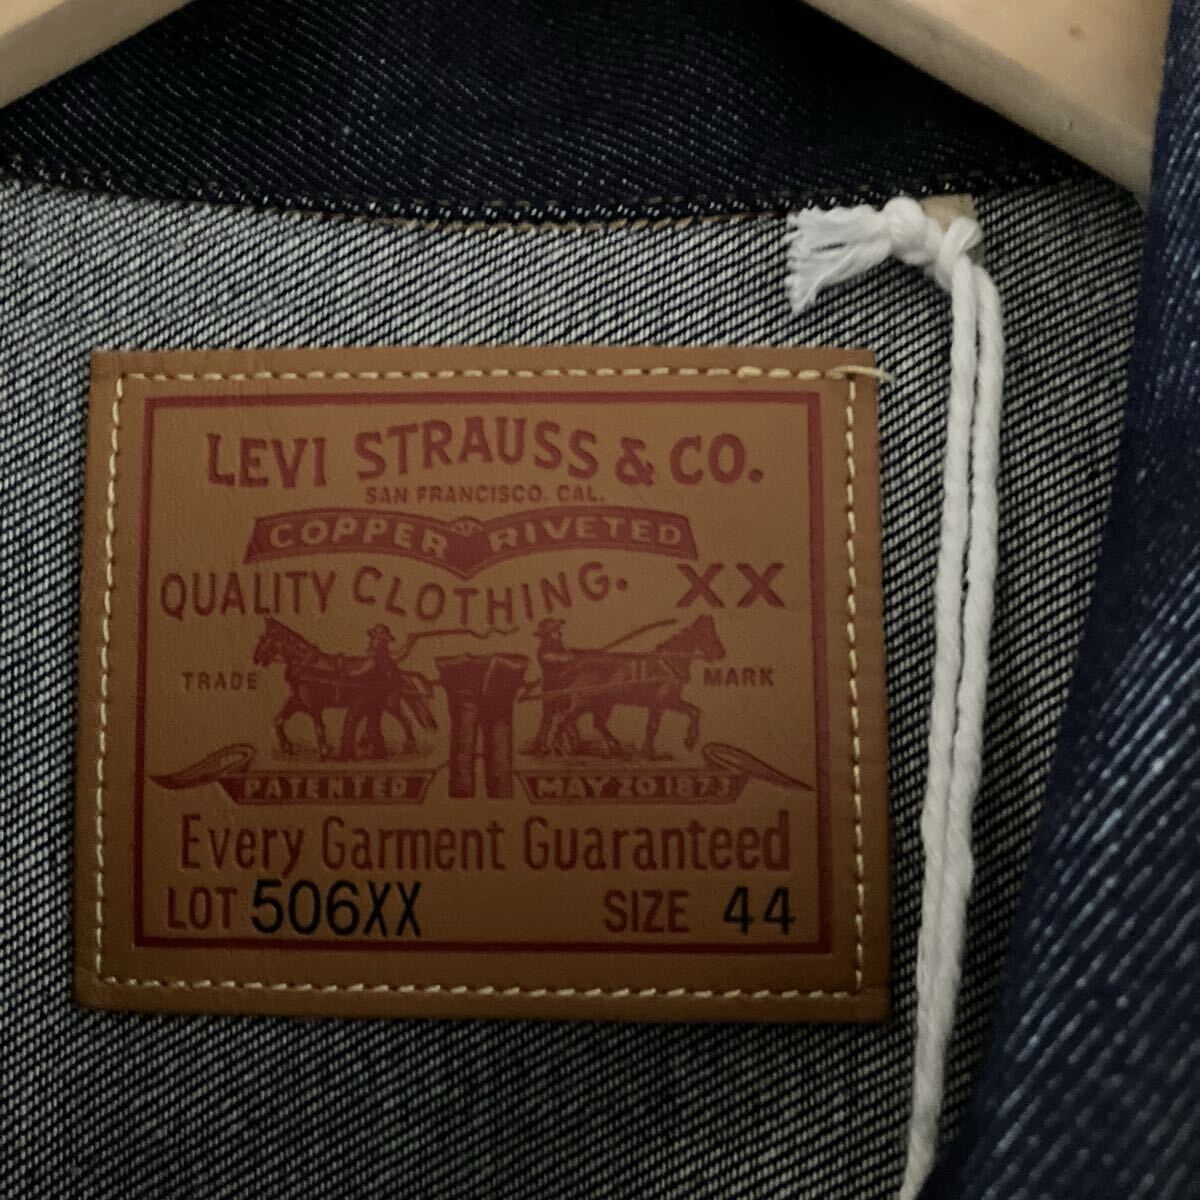 LEVI STRAUSS & CO.
SAN FRANCISCO. CAL.
COPPER RIVETED
QUALITY CLOTHING. XX
TRADE MARK
PATENTED MAY 20 1873
Every Garment Guaranteed
LOT 506XX SIZE 44